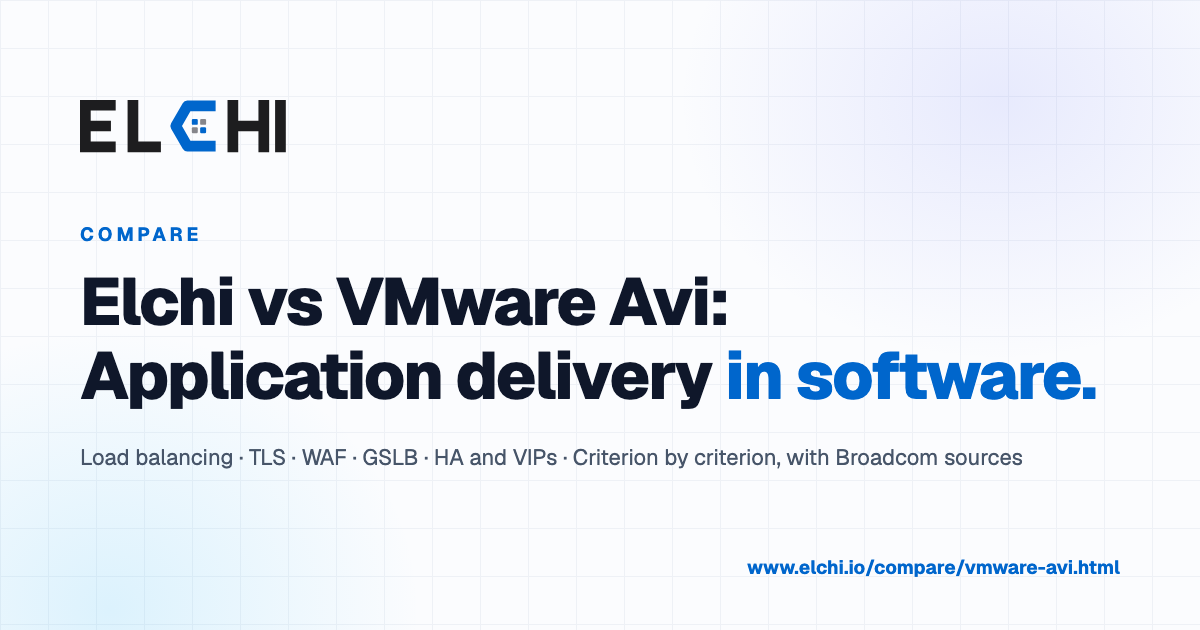 ELCHI
COMPARE
Elchi vs VMware Avi:
Application delivery in software.
Load balancing · TLS · WAF · GSLB · HA and VIPs · Criterion by criterion, with Broadcom sources
www.elchi.io/compare/vmware-avi.html